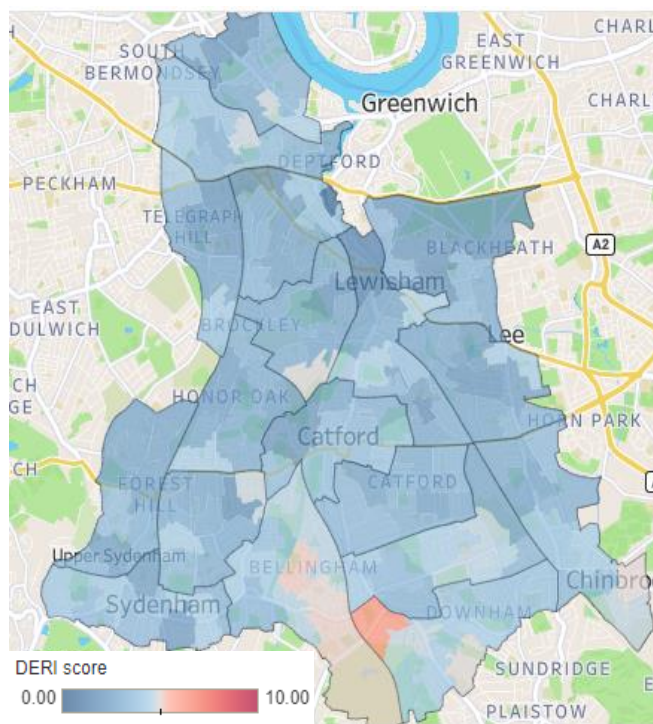 CHARL
EAST
GREENWICH
SOUTH
BERMONDSEY
Greenwich
CHARL
DEPTFORD
PECKHAM
TELEGRAPH
HILL
A2
BLACKHEATH
Lewisham
EAST
DULWICH
BROCKLEY
Lee
CH
GE
HONOR OAK
HORN PARK
Catford
CH
CATFORD
A
FOREST
HILL
Upper Sydenham
BELLINGHAM
Chinbro
Sydenham
DOWNHAM
DERI score
SUNDRIDGE
E
0.00
10.00
PLAISTOW